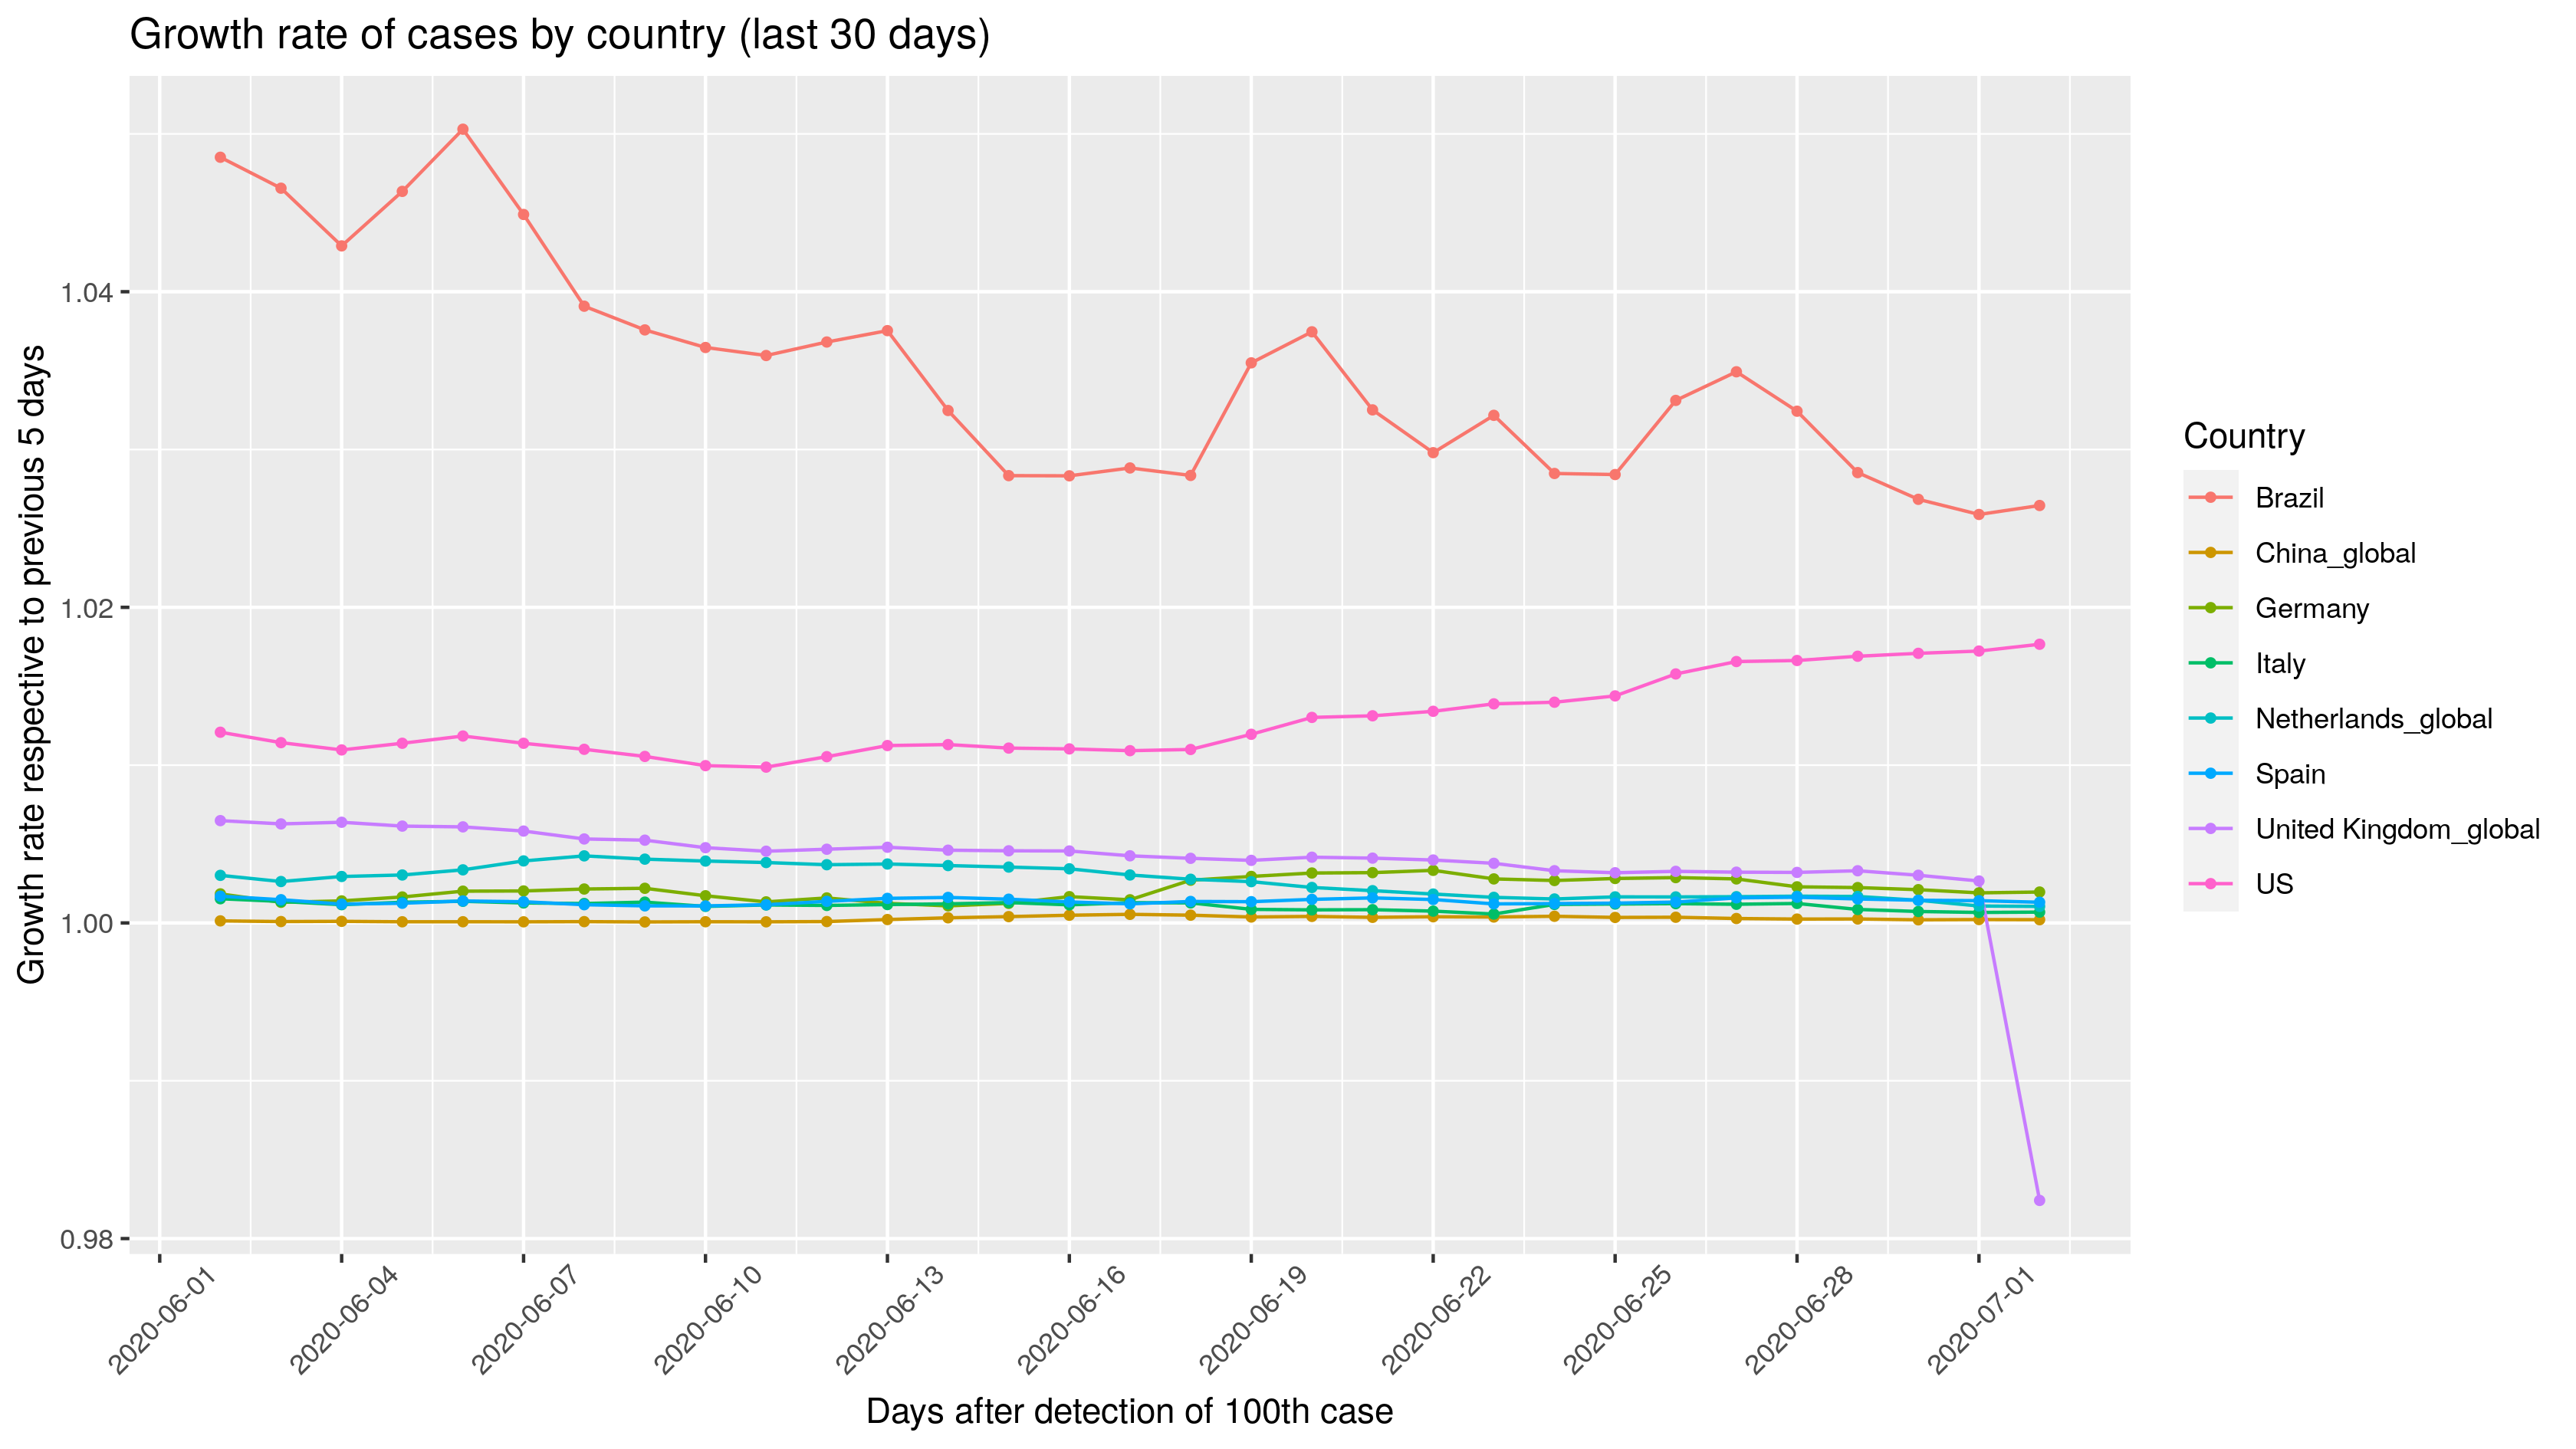 Growth rate of cases by country (last 30 days)
Growth rate respective to previous 5 days
1.04
1.02
1.00
0.98
2020-06-01
2020-06-04
2020-06-07
2020-06-10
2020-06-13
2020-06-16
2020-06-19
2020-06-22
2020-06-25
2020-06-28
2020-07-01
Days after detection of 100th case
Country
Brazil
China_global
Germany
Italy
Netherlands_global
Spain
United Kingdom_global
US